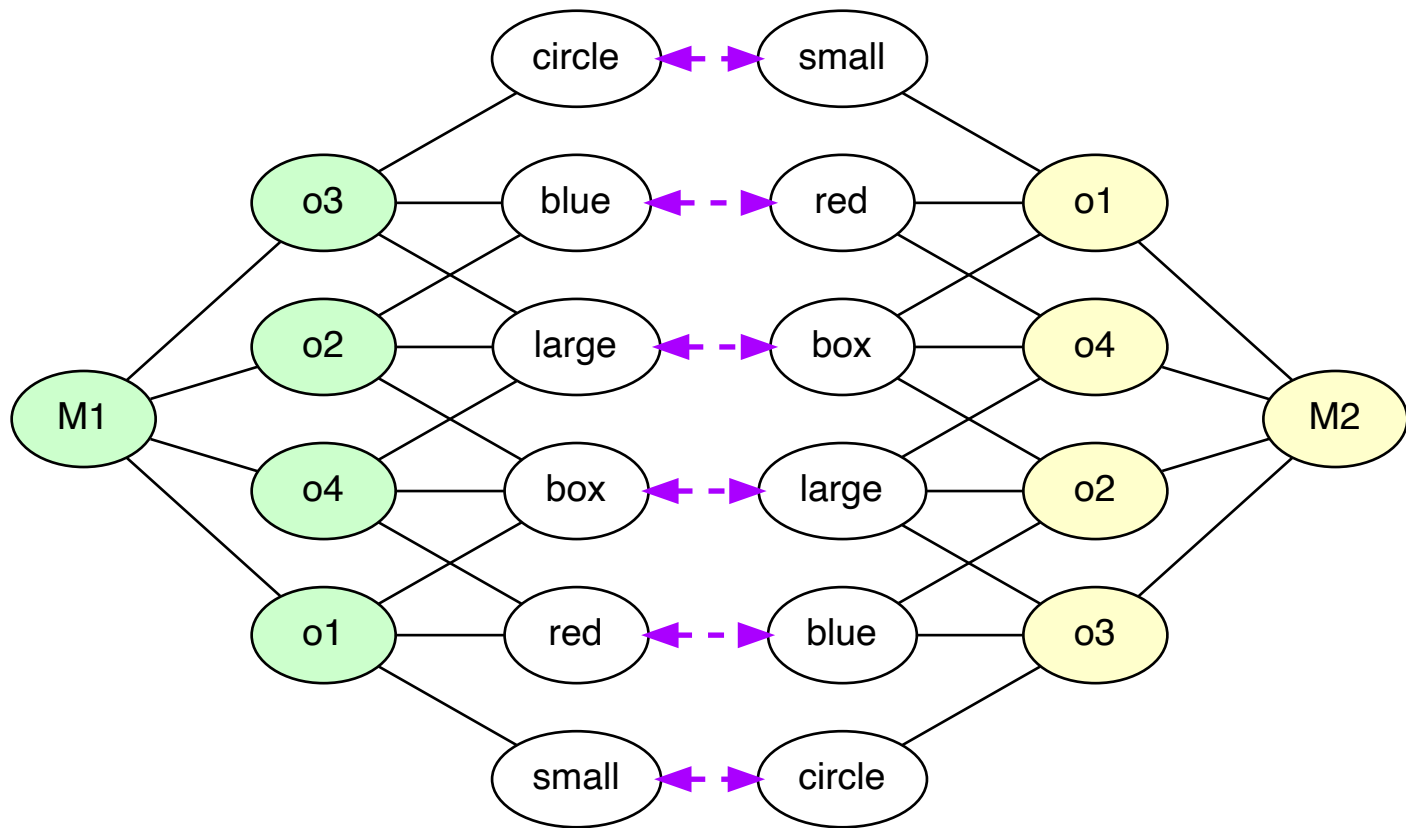 circle
small
o3
blue
red
o1
o2
large
box
o4
M1
M2
o4
box
large
o2
o1
red
blue
o3
small
circle